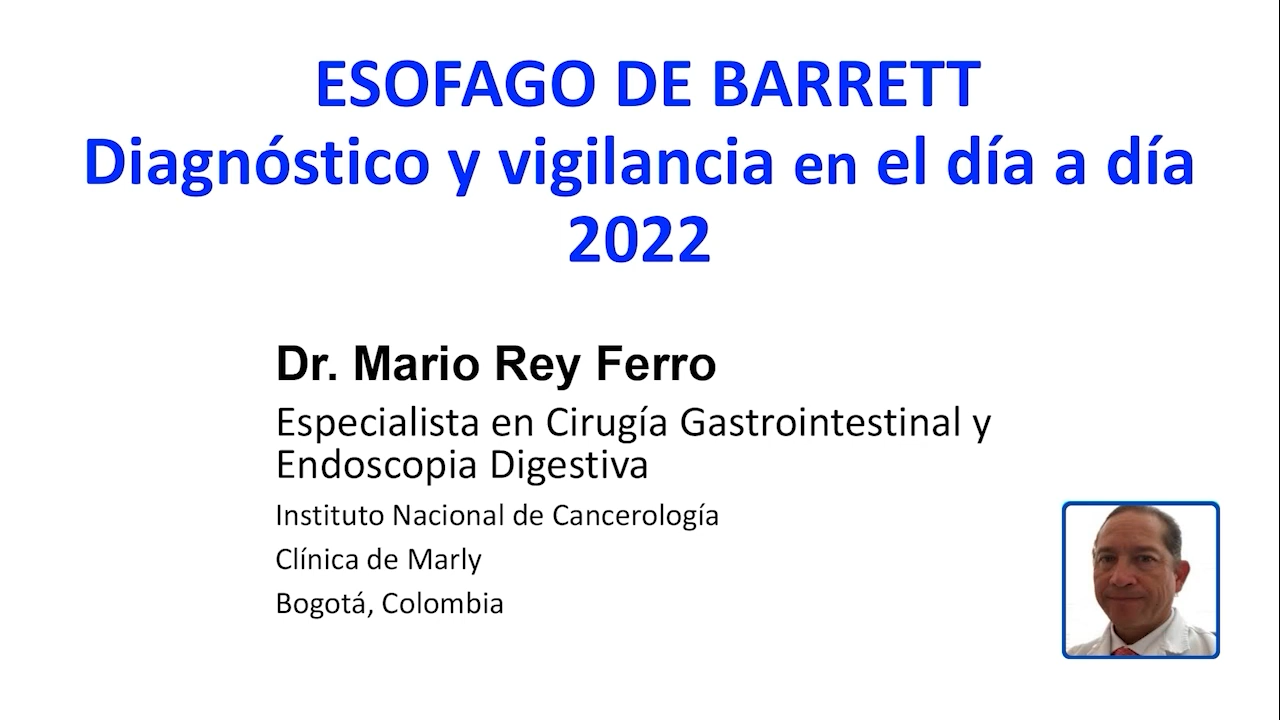 ESOFAGO DE BARRETT
Diagnóstico y vigilancia en el día a día
2022
Dr. Mario Rey Ferro
Especialista en Cirugía Gastrointestinal y
Endoscopia Digestiva
Instituto Nacional de Cancerología
Clínica de Marly
Bogotá, Colombia